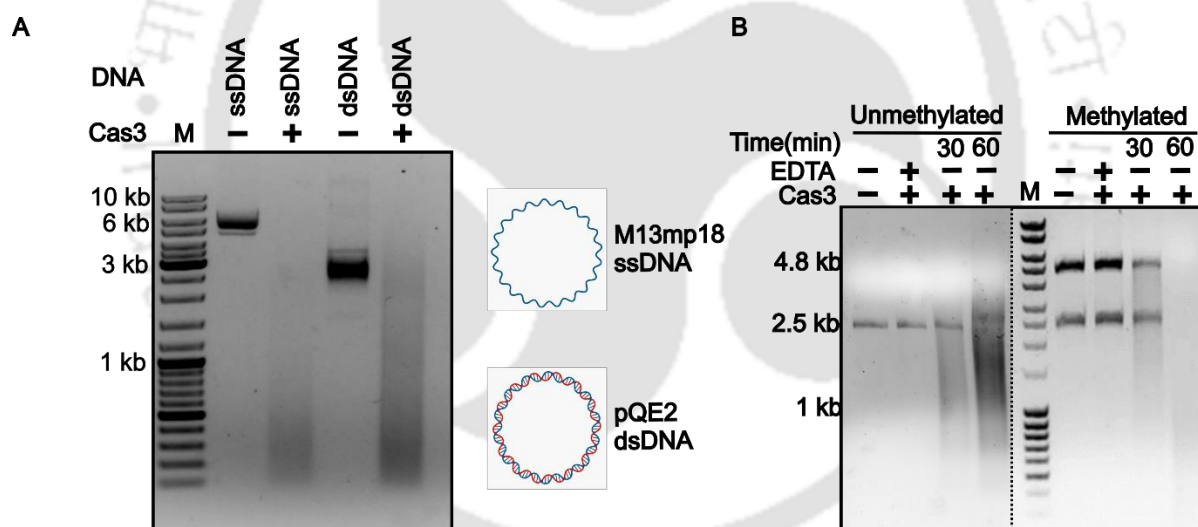 A
DNA
ssDNA
ssDNA
dsDNA
dsDNA
Cas3 M – + – +
10 kb
6 kb
3 kb
1 kb
M13mp18
ssDNA
pQE2
dsDNA
B
Unmethylated Methylated
Time(min) 30 60 30 60
EDTA – + – – – + – –
Cas3 – + + + M – + + +
4.8 kb
2.5 kb
1 kb